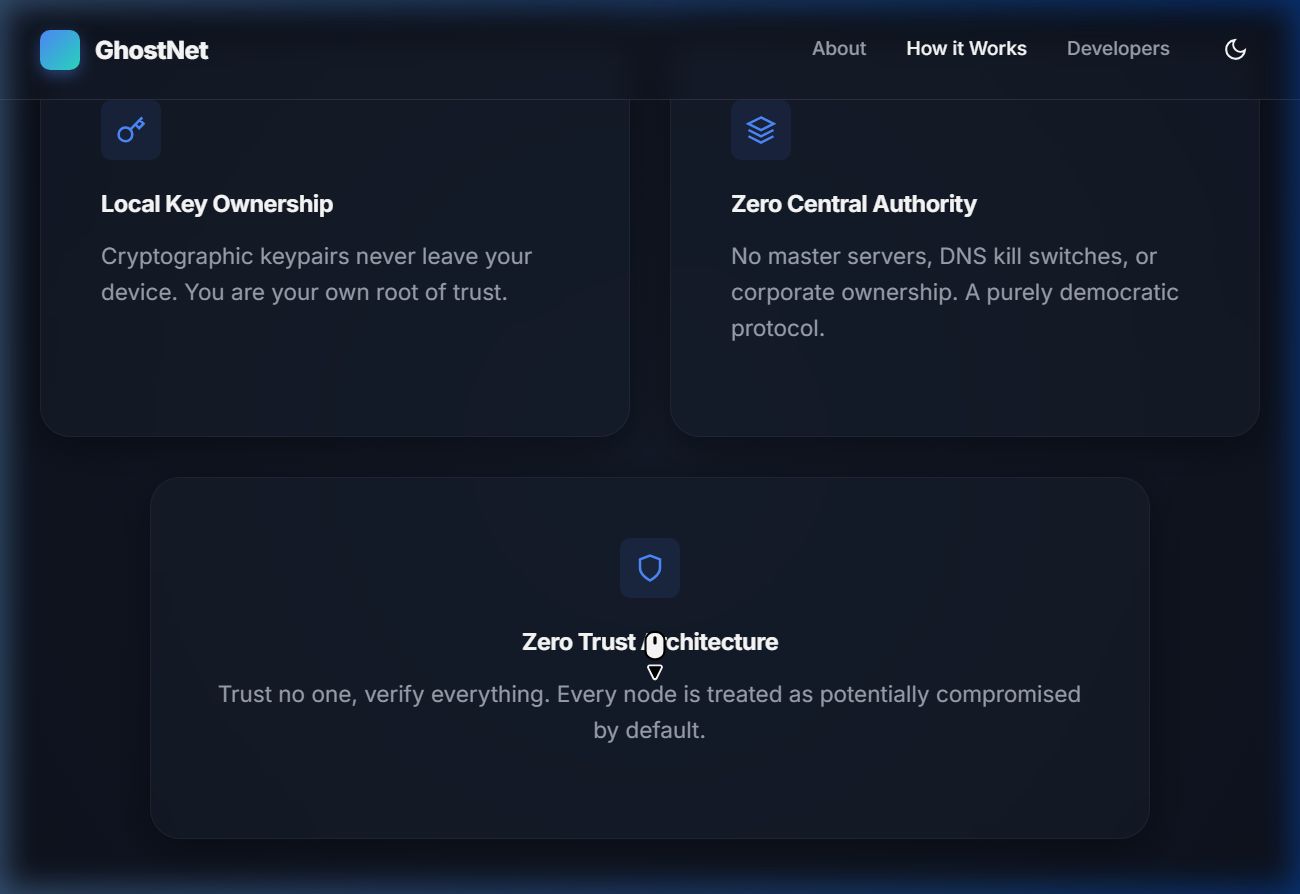 GhostNet
About
How it Works
Developers
Local Key Ownership
Cryptographic keypairs never leave your
device. You are your own root of trust.
Zero Central Authority
No master servers, DNS kill switches, or
corporate ownership. A purely democratic
protocol.
Zero Trust Architecture
Trust no one, verify everything. Every node is treated as potentially compromised
by default.